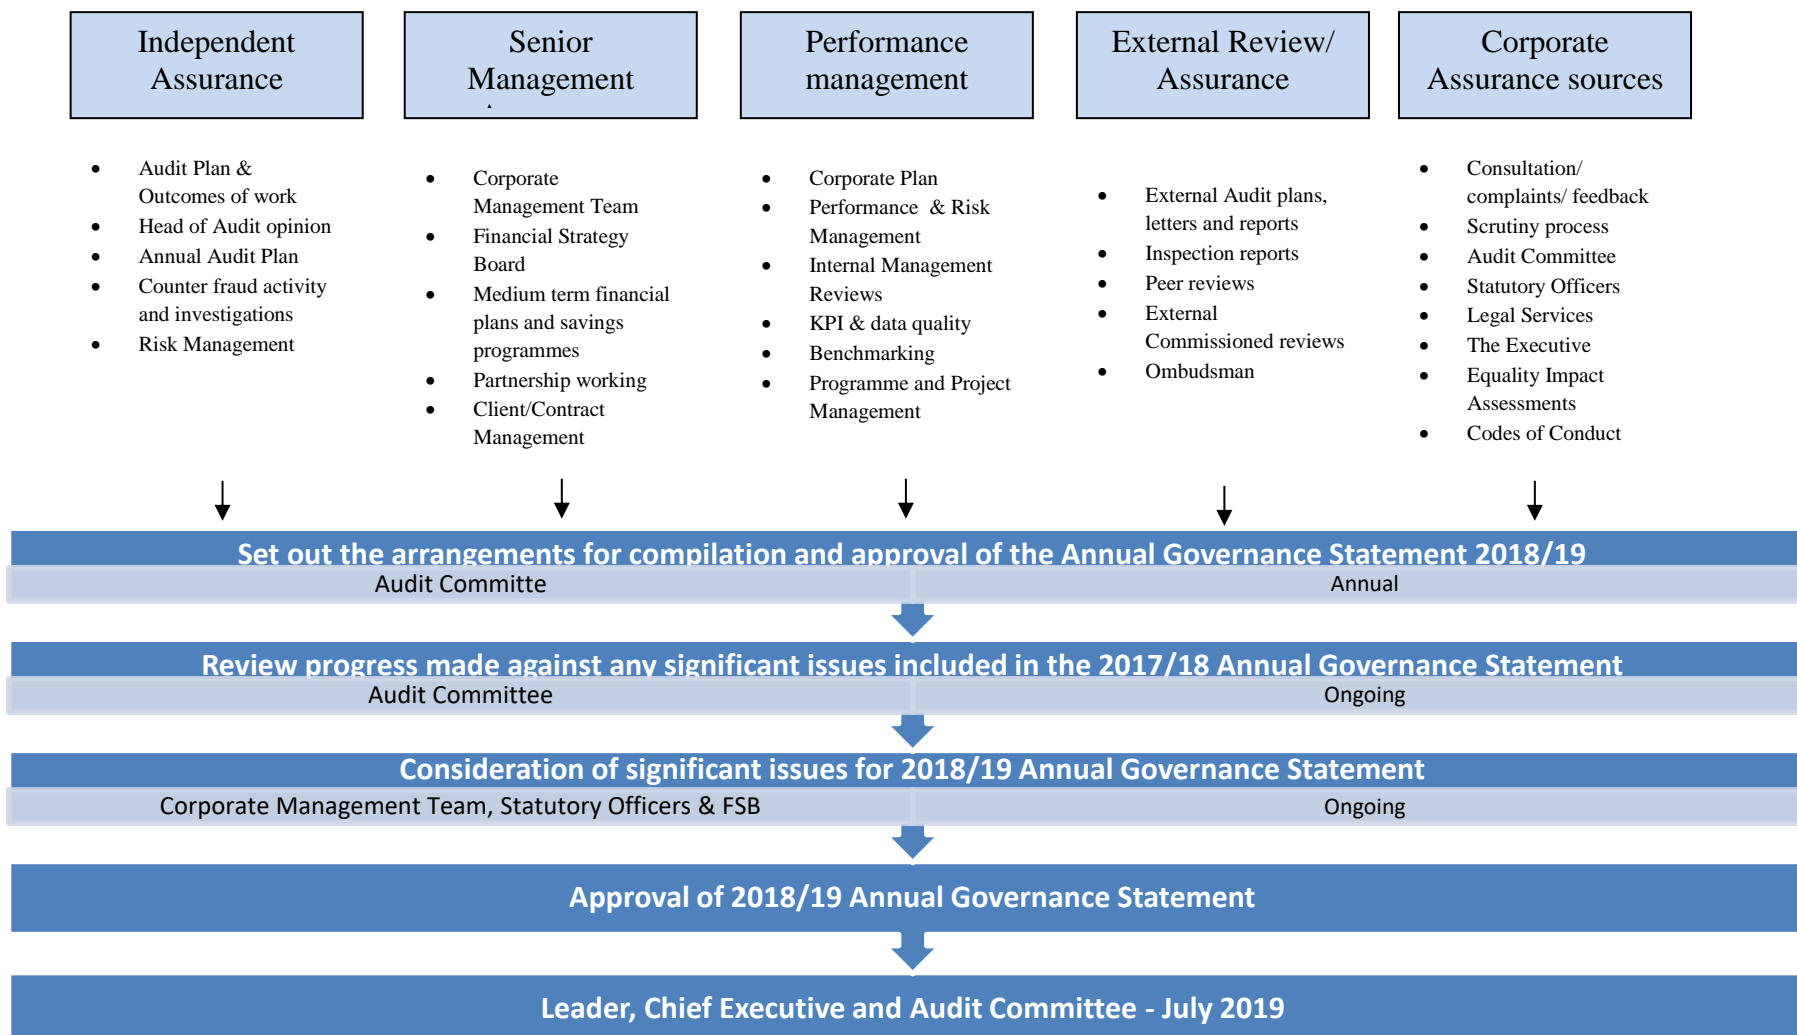 Independent
Assurance
Senior
Management
Performance
management
External Review/
Assurance
Corporate
Assurance sources
• Audit Plan &
Outcomes of work
• Head of Audit opinion
• Annual Audit Plan
• Counter fraud activity
and investigations
• Risk Management
• Corporate
Management Team
• Financial Strategy
Board
• Medium term financial
plans and savings
programmes
• Partnership working
• Client/Contract
Management
• Corporate Plan
• Performance & Risk
Management
• Internal Management
Reviews
• KPI & data quality
• Benchmarking
• Programme and Project
Management
• External Audit plans,
letters and reports
• Inspection reports
• Peer reviews
• External
Commissioned reviews
• Ombudsman
• Consultation/
complaints/ feedback
• Scrutiny process
• Audit Committee
• Statutory Officers
• Legal Services
• The Executive
• Equality Impact
Assessments
• Codes of Conduct
Set out the arrangements for compilation and approval of the Annual Governance Statement 2018/19
Audit Committe
Annual
Review progress made against any significant issues included in the 2017/18 Annual Governance Statement
Audit Committee
Ongoing
Consideration of significant issues for 2018/19 Annual Governance Statement
Corporate Management Team, Statutory Officers & FSB
Ongoing
Approval of 2018/19 Annual Governance Statement
Leader, Chief Executive and Audit Committee - July 2019